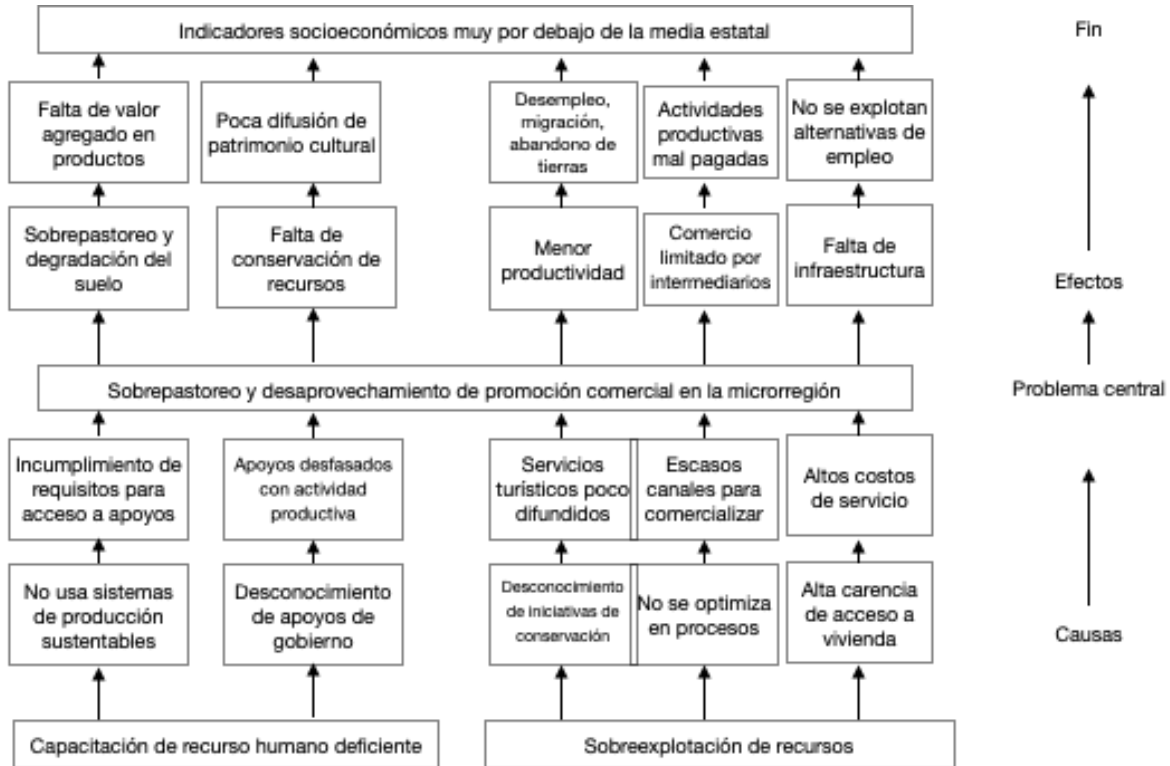 Indicadores socioeconómicos muy por debajo de la media estatal
Fin
Falta de valor
agregado en
productos
Poca difusión de
patrimonio cultural
Desempleo,
migración,
abandono de
tierras
Actividades
productivas
mal pagadas
No se explotan
alternativas de
empleo
Sobrepastoreo y
degradación del
suelo
Falta de
conservación de
recursos
Menor
productividad
Comercio
limitado por
intermediarios
Falta de
infraestructura
Efectos
Sobrepastoreo y desaprovechamiento de promoción comercial en la microrregión
Problema central
Incumplimiento de
requisitos para
acceso a apoyos
Apoyos desfasados
con actividad
productiva
Servicios
turísticos poco
difundidos
Escasos
canales para
comercializar
Altos costos
de servicio
No usa sistemas
de producción
sustentables
Desconocimiento
de apoyos de
gobierno
Desconocimiento
de iniciativas de
conservación
No se optimiza
en procesos
Alta carencia
de acceso a
vivienda
Causas
Capacitación de recurso humano deficiente
Sobreexplotación de recursos